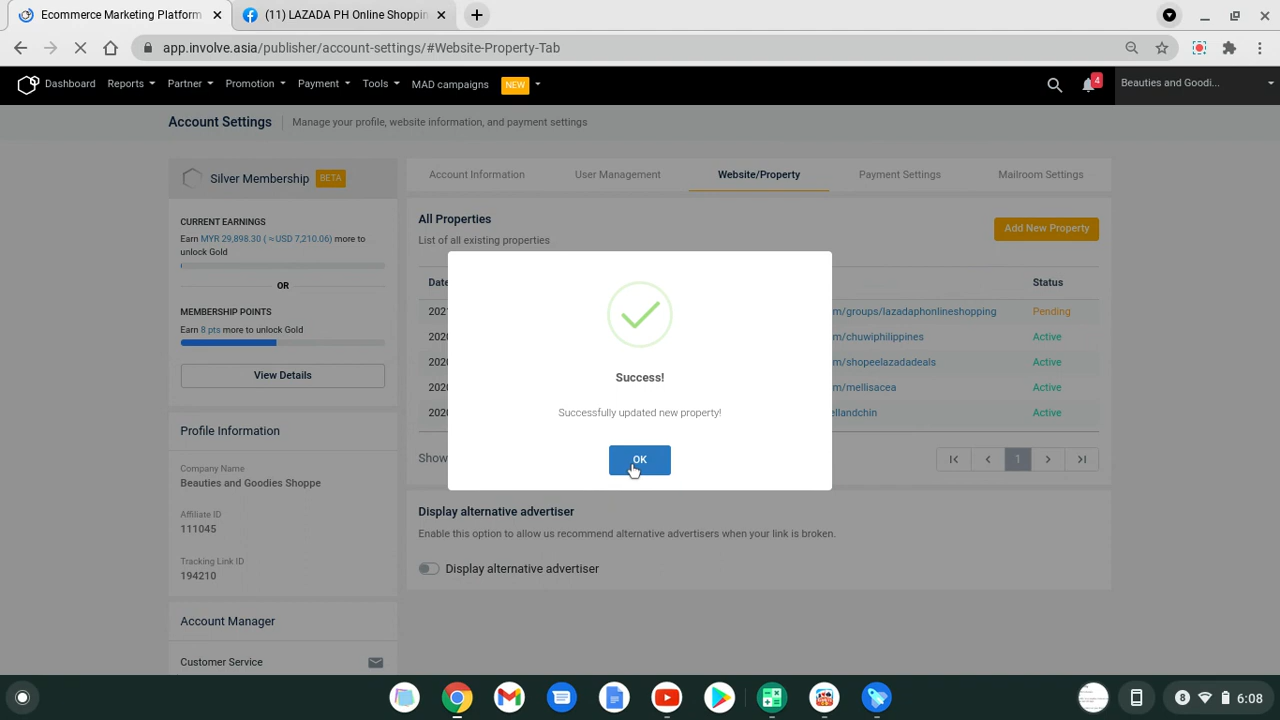 Ecommerce Marketing Platform
(11) LAZADA PH Online Shoppin
app.involve.asia/publisher/account-settings/#Website-Property-Tab
Dashboard Reports Partner Promotion Payment Tools MAD campaigns NEW 4 Beauties and Goodi...
Account Settings Manage your profile, website information, and payment settings
Silver Membership BETA
CURRENT EARNINGS
Earn MYR 29,898.30 ( ≈USD 7,210.06) more to
unlock Gold
OR
MEMBERSHIP POINTS
Earn 8 pts more to unlock Gold
View Details
Profile Information
Company Name
Beauties and Goodies Shoppe
Affiliate ID
111045
Tracking Link ID
194210
Account Manager
Customer Service
Account Information User Management Website/Property Payment Settings Mailroom Settings
All Properties
List of all existing properties
Add New Property
Date Status
202 m/groups/lazadaphonlineshopping Pending
2020 m/chuwiphilippines Active
2020 m/shopeelazadadeals Active
2020 m/mellisacea Active
2020 ellandchin Active
Show 1
Success!
Successfully updated new property!
OK
Display alternative advertiser
Enable this option to allow us recommend alternative advertisers when your link is broken.
Display alternative advertiser
8 6:08